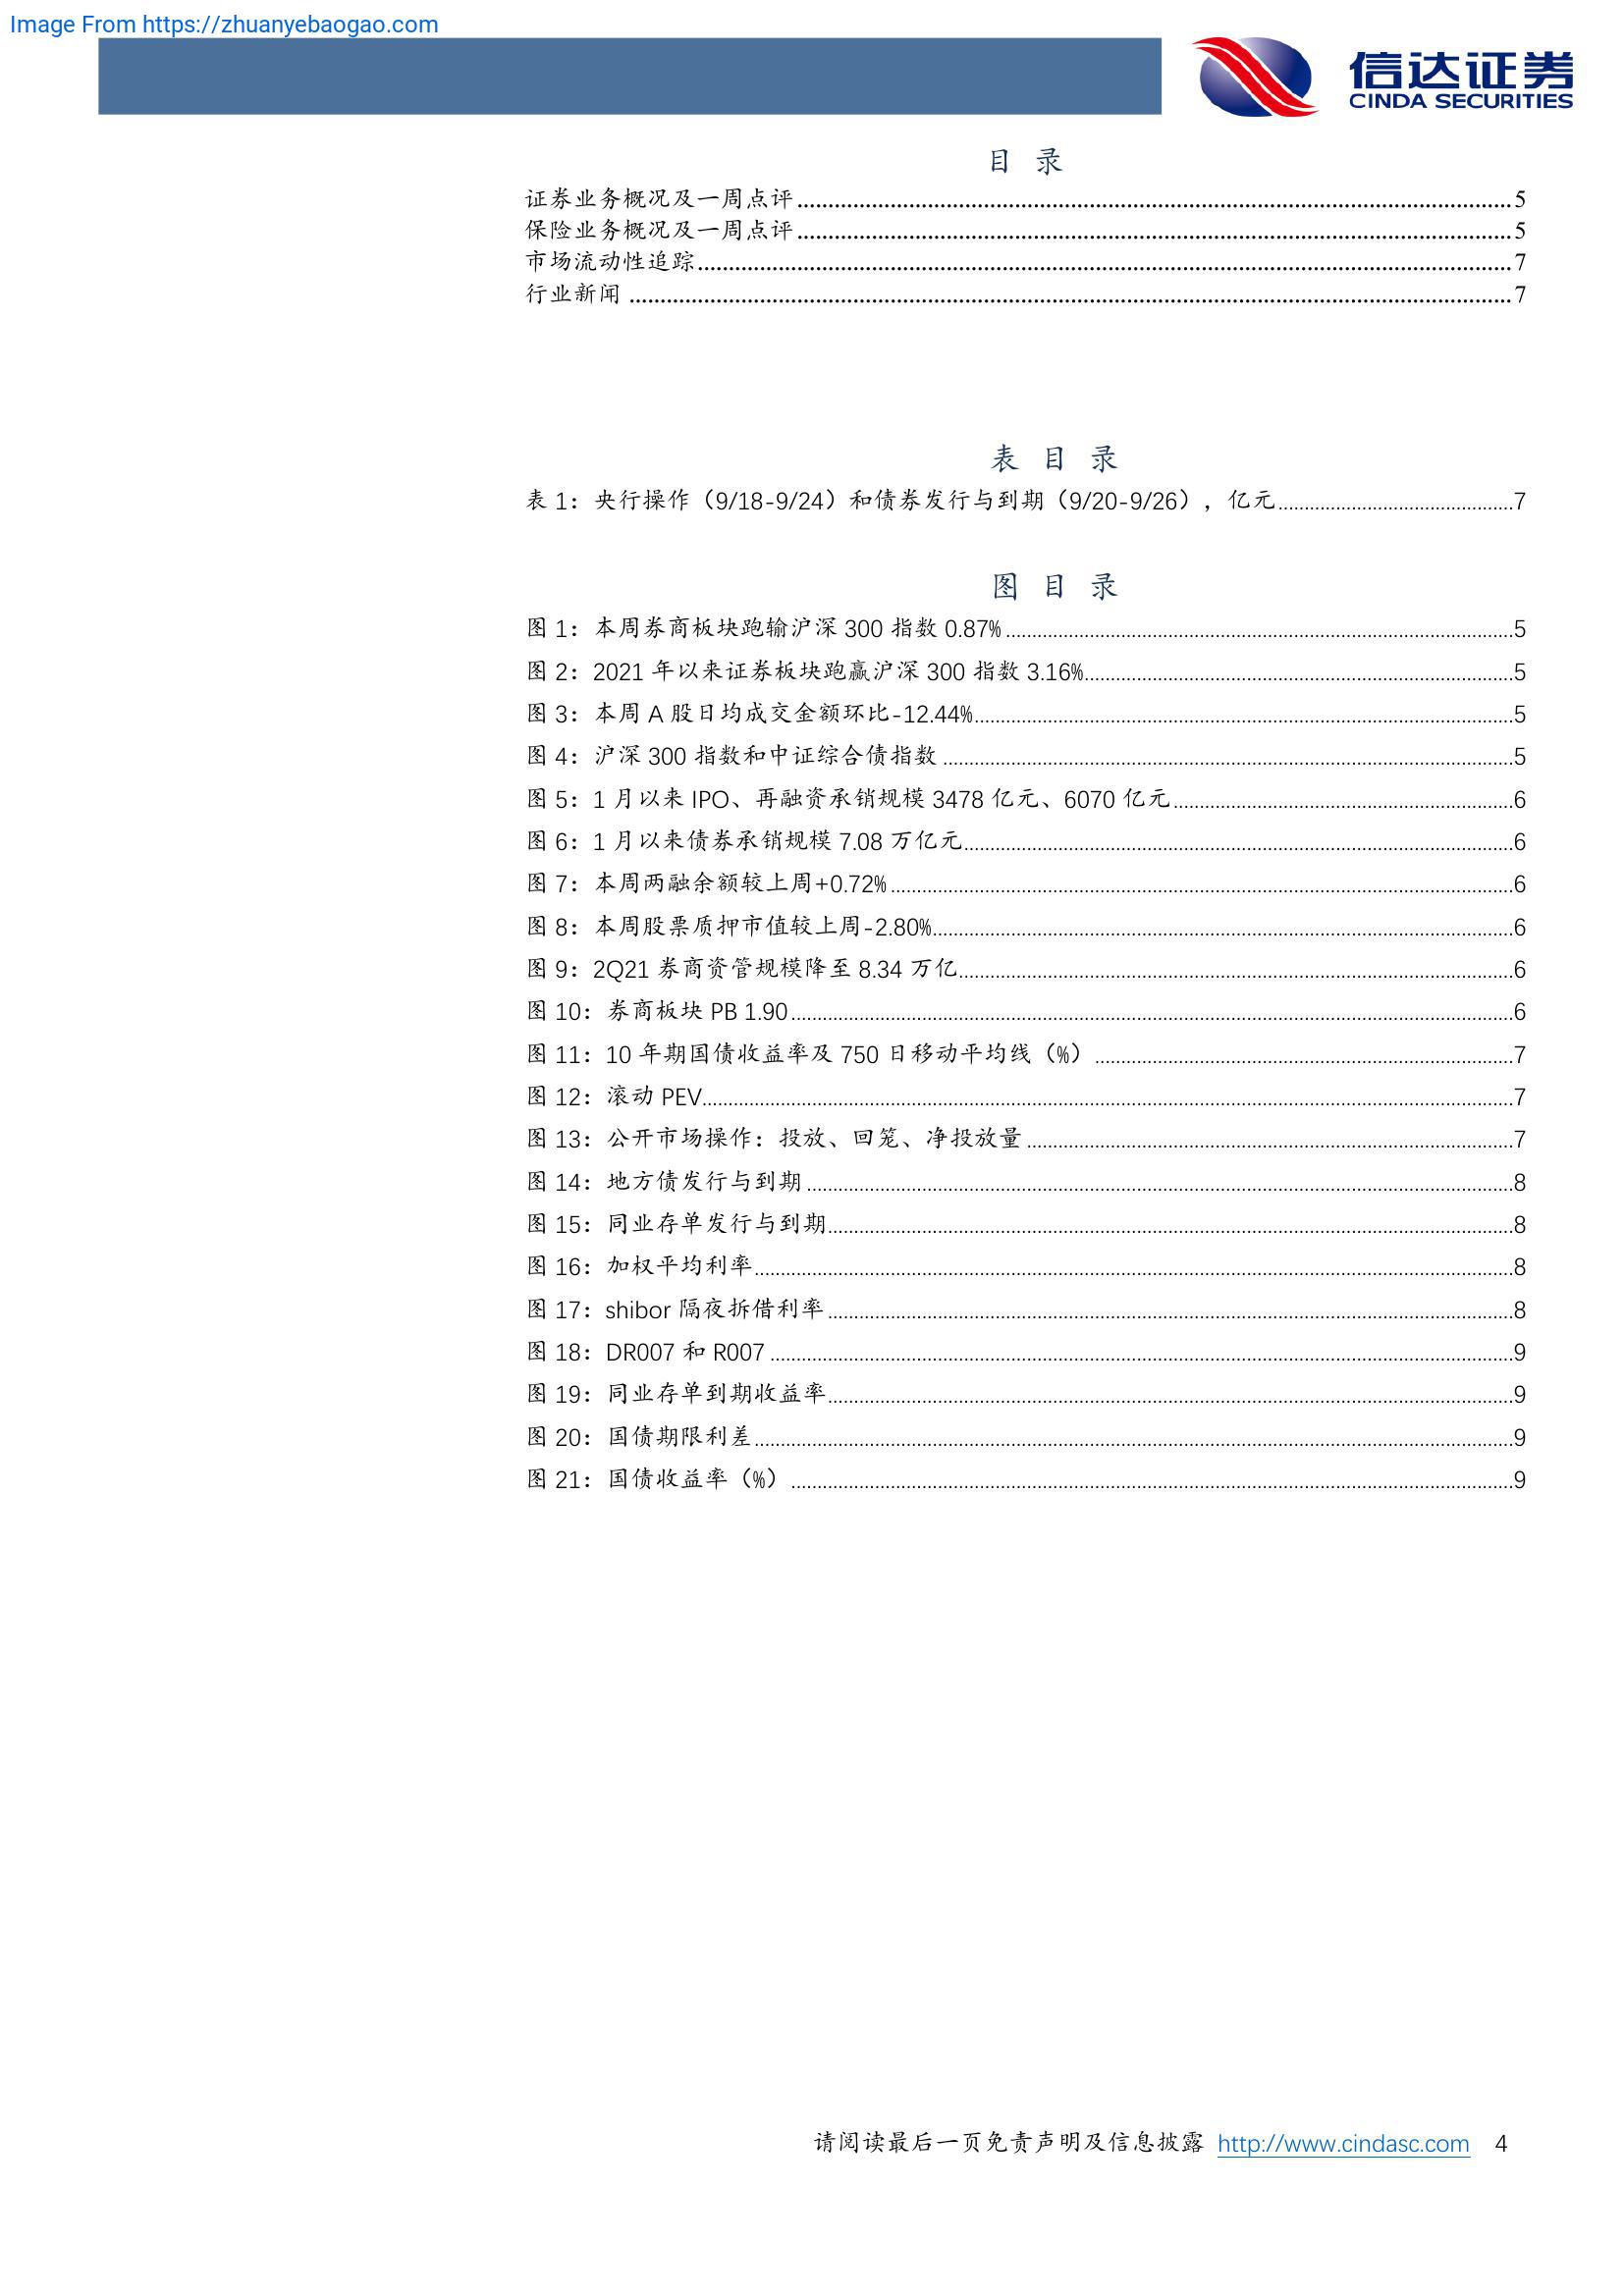 Image From https://zhuanyebaogao.com
信达证券
CINDA SECURITIES
目 录
证券业务概况及一周点评 5
保险业务概况及一周点评 5
市场流动性追踪 7
行业新闻 7
表 目 录
表 1：央行操作（9/18-9/24）和债券发行与到期（9/20-9/26），亿元 7
图 目 录
图 1：本周券商板块跑输沪深 300 指数 0.87% 5
图 2：2021 年以来证券板块跑赢沪深 300 指数 3.16% 5
图 3：本周 A 股日均成交金额环比-12.44% 5
图 4：沪深 300 指数和中证综合债指数 5
图 5：1 月以来 IPO、再融资承销规模 3478 亿元、6070 亿元 6
图 6：1 月以来债券承销规模 7.08 万亿元 6
图 7：本周两融余额较上周+0.72% 6
图 8：本周股票质押市值较上周-2.80% 6
图 9：2Q21 券商资管规模降至 8.34 万亿 6
图 10：券商板块 PB 1.90 6
图 11：10 年期国债收益率及 750 日移动平均线（%） 7
图 12：滚动 PEV 7
图 13：公开市场操作：投放、回笼、净投放量 7
图 14：地方债发行与到期 8
图 15：同业存单发行与到期 8
图 16：加权平均利率 8
图 17：shibor 隔夜拆借利率 8
图 18：DR007 和 R007 9
图 19：同业存单到期收益率 9
图 20：国债期限利差 9
图 21：国债收益率（%） 9
请阅读最后一页免责声明及信息披露 http://www.cindasc.com 4